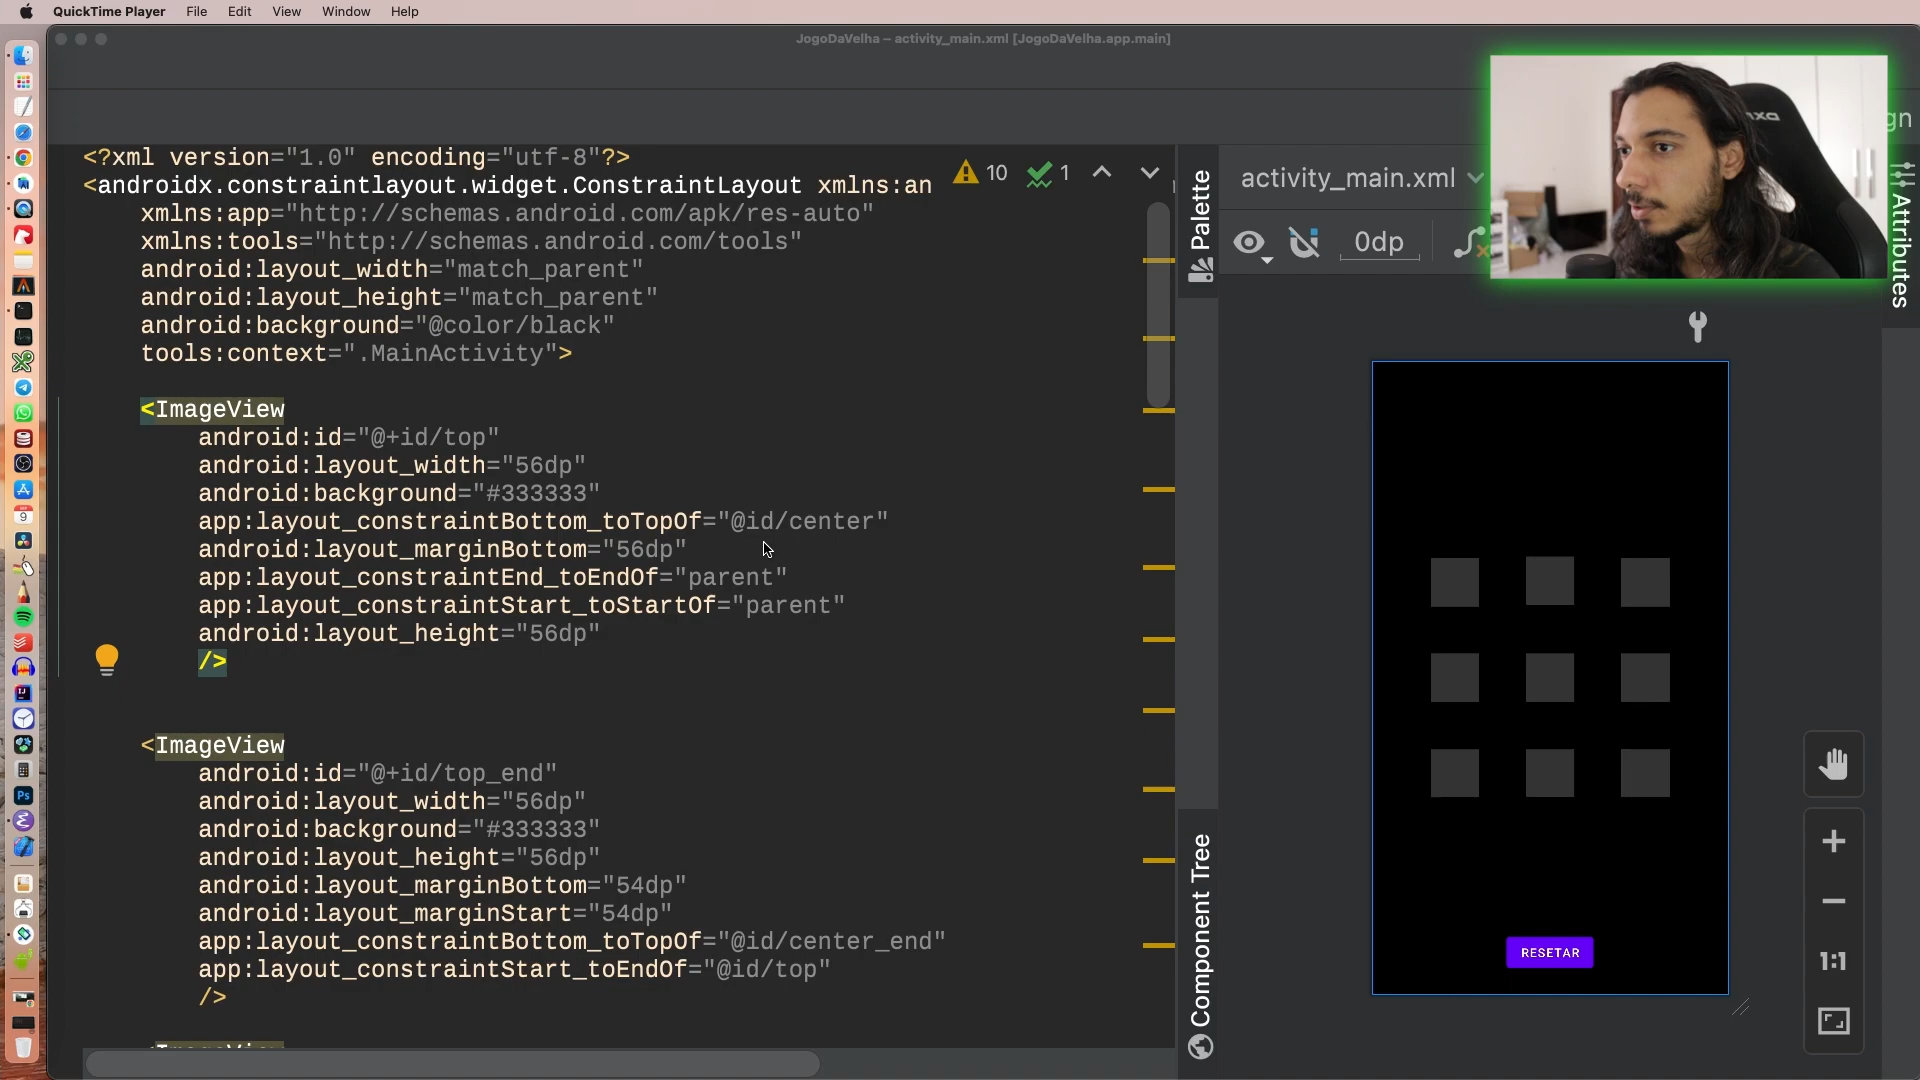 QuickTime Player File Edit View Window Help
JogoDaVelha – activity_main.xml [JogoDaVelha.app.main]
<?xml version="1.0" encoding="utf-8"?>
<androidx.constraintlayout.widget.ConstraintLayout xmlns:an
xmlns:app="http://schemas.android.com/apk/res-auto"
xmlns:tools="http://schemas.android.com/tools"
android:layout_width="match_parent"
android:layout_height="match_parent"
android:background="@color/black"
tools:context=".MainActivity">
<ImageView
android:id="@+id/top"
android:layout_width="56dp"
android:background="#333333"
app:layout_constraintBottom_toTopOf="@id/center"
android:layout_marginBottom="56dp"
app:layout_constraintEnd_toEndOf="parent"
app:layout_constraintStart_toStartOf="parent"
android:layout_height="56dp"
/>
<ImageView
android:id="@+id/top_end"
android:layout_width="56dp"
android:background="#333333"
android:layout_height="56dp"
android:layout_marginBottom="54dp"
android:layout_marginStart="54dp"
app:layout_constraintBottom_toTopOf="@id/center_end"
app:layout_constraintStart_toEndOf="@id/top"
/>
10 1
Palette
Component Tree
activity_main.xml
0dp
gn
Attributes
RESETAR
1:1
Ps
9